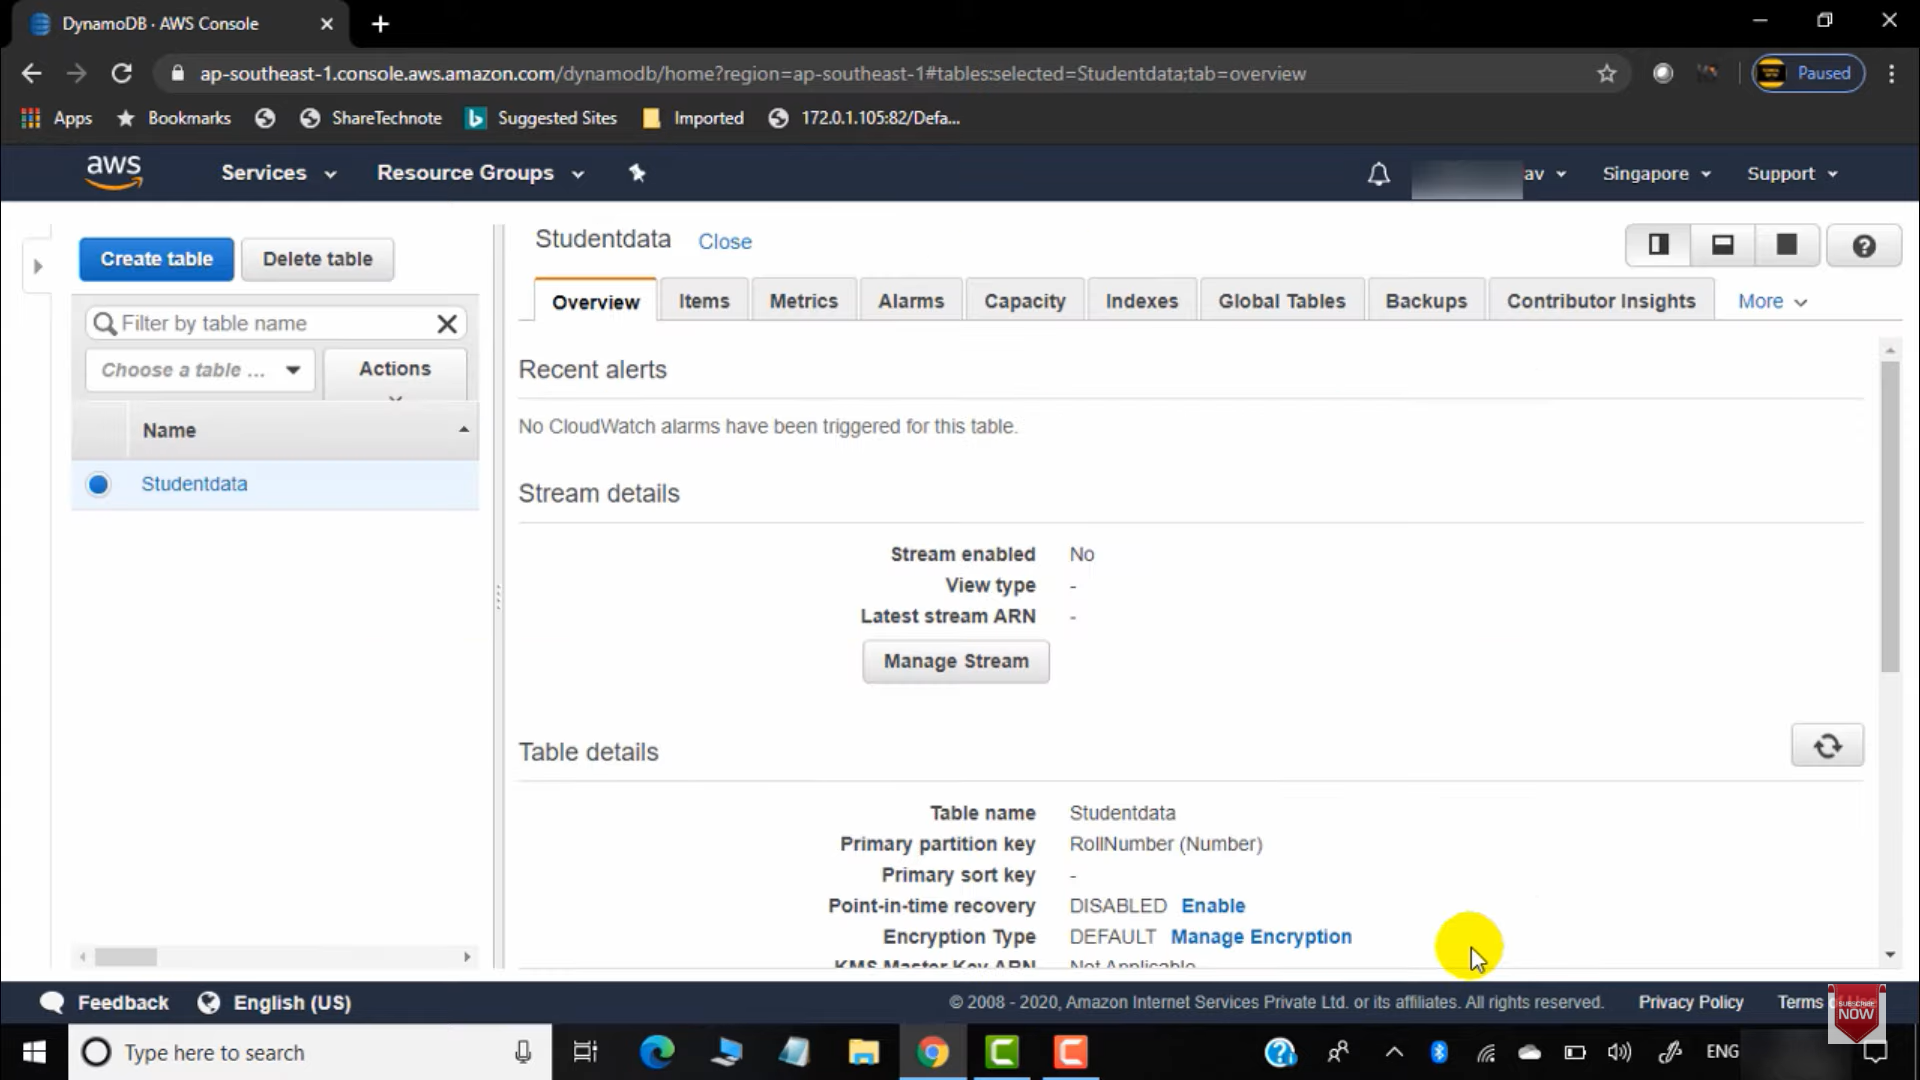 DynamoDB · AWS Console
ap-southeast-1.console.aws.amazon.com/dynamodb/home?region=ap-southeast-1#tables:selected=Studentdata;tab=overview
Paused
Apps Bookmarks ShareTechnote Suggested Sites Imported 172.0.1.105:82/Defa...
aws Services Resource Groups av Singapore Support
Create table Delete table
Studentdata Close
Overview Items Metrics Alarms Capacity Indexes Global Tables Backups Contributor Insights More
Filter by table name
Choose a table ... Actions
Name
Studentdata
Recent alerts
No CloudWatch alarms have been triggered for this table.
Stream details
Stream enabled No
View type -
Latest stream ARN -
Manage Stream
Table details
Table name Studentdata
Primary partition key RollNumber (Number)
Primary sort key -
Point-in-time recovery DISABLED Enable
Encryption Type DEFAULT Manage Encryption
KMS Master Key ARN Not Applicable
Feedback English (US)
© 2008 - 2020, Amazon Internet Services Private Ltd. or its affiliates. All rights reserved. Privacy Policy Terms
SUBSCRIBE
NOW
Type here to search
ENG